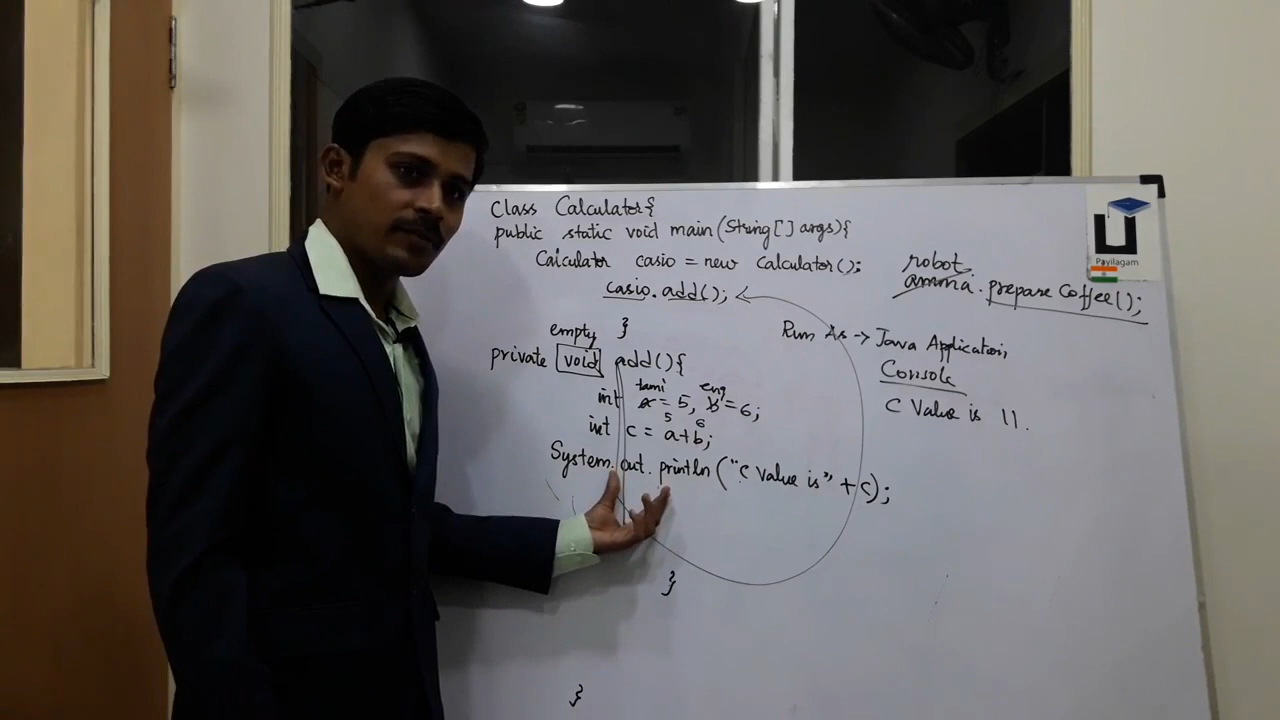 Class Calculator{
public static void main(String[] args){
Calculator casio = new Calculator();
casio.add();
}
empty
private void add(){
tami eng
int a = 5, b = 6;
5 6
int c = a+b;
System.out.println("C Value is" + c);
}
}
robot
amma.prepare Coffee();
Run As -> Java Application
Console
C Value is 11.
U
Payilagam